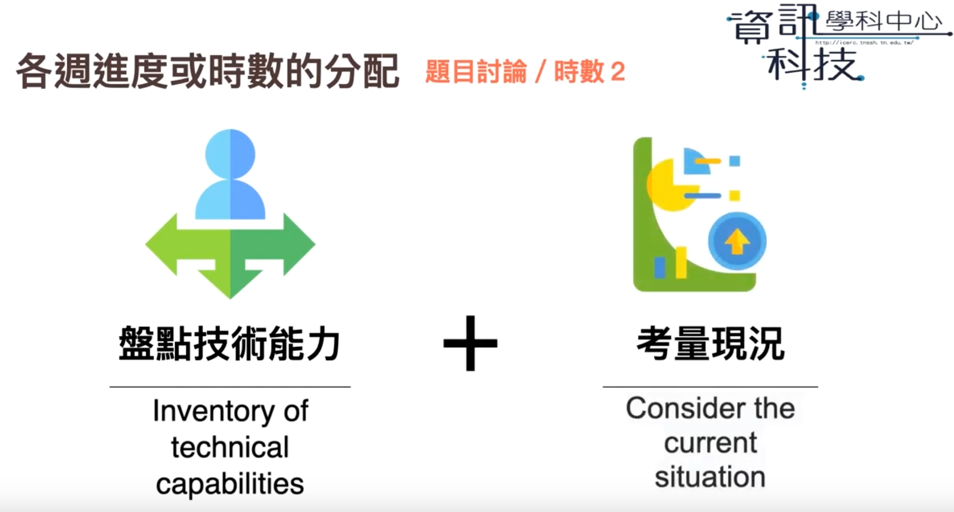 資訊科技
學科中心
http://icerc.tnssh.tn.edu.tw/
各週進度或時數的分配
題目討論 / 時數 2
盤點技術能力
+
考量現況
Inventory of
technical
capabilities
Consider the
current
situation